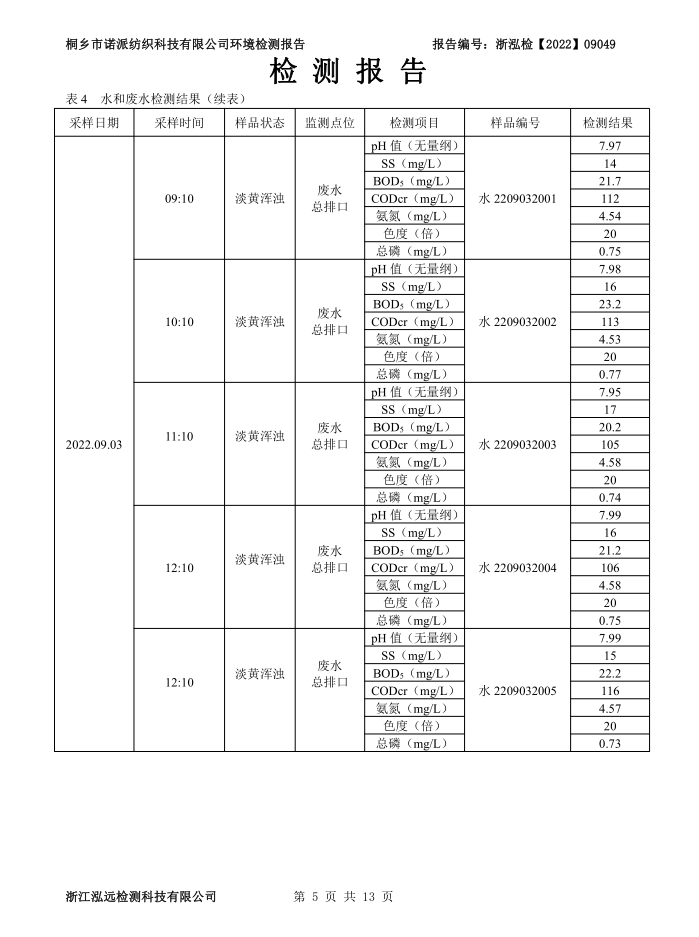 桐乡市诺派纺织科技有限公司环境检测报告 报告编号：浙泓检【2022】09049
检 测 报 告
表 4 水和废水检测结果（续表）
采样日期 采样时间 样品状态 监测点位 检测项目 样品编号 检测结果
2022.09.03
09:10 淡黄浑浊 废水
总排口
水 2209032001
pH 值（无量纲） 7.97
SS（mg/L） 14
BOD₅（mg/L） 21.7
CODcr（mg/L） 112
氨氮（mg/L） 4.54
色度（倍） 20
总磷（mg/L） 0.75
10:10 淡黄浑浊 废水
总排口
水 2209032002
pH 值（无量纲） 7.98
SS（mg/L） 16
BOD₅（mg/L） 23.2
CODcr（mg/L） 113
氨氮（mg/L） 4.53
色度（倍） 20
总磷（mg/L） 0.77
11:10 淡黄浑浊 废水
总排口
水 2209032003
pH 值（无量纲） 7.95
SS（mg/L） 17
BOD₅（mg/L） 20.2
CODcr（mg/L） 105
氨氮（mg/L） 4.58
色度（倍） 20
总磷（mg/L） 0.74
12:10 淡黄浑浊 废水
总排口
水 2209032004
pH 值（无量纲） 7.99
SS（mg/L） 16
BOD₅（mg/L） 21.2
CODcr（mg/L） 106
氨氮（mg/L） 4.58
色度（倍） 20
总磷（mg/L） 0.75
12:10 淡黄浑浊 废水
总排口
水 2209032005
pH 值（无量纲） 7.99
SS（mg/L） 15
BOD₅（mg/L） 22.2
CODcr（mg/L） 116
氨氮（mg/L） 4.57
色度（倍） 20
总磷（mg/L） 0.73
浙江泓远检测科技有限公司 第 5 页 共 13 页